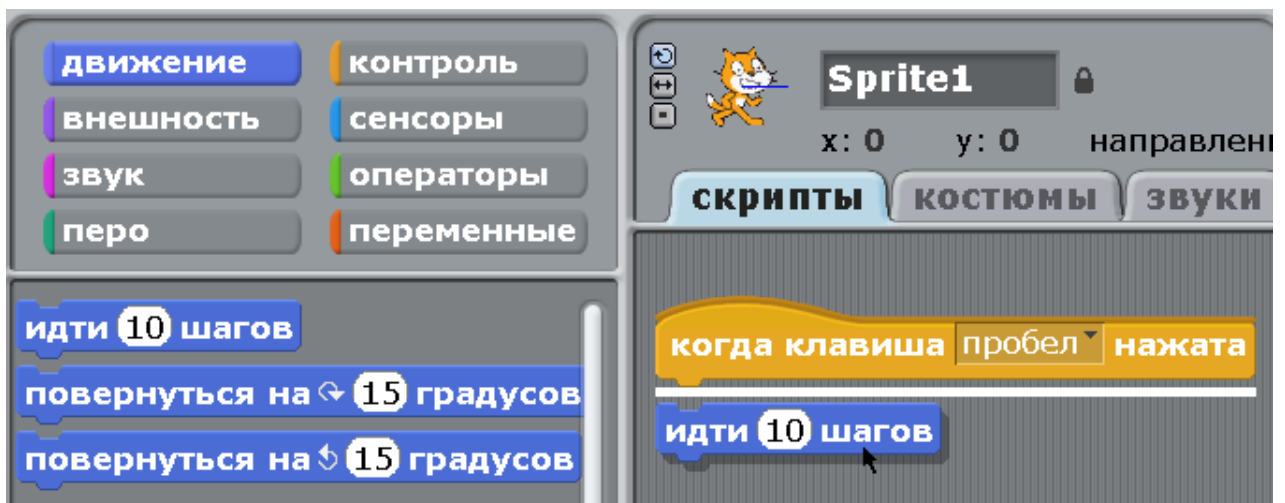 движение контроль
внешность сенсоры
звук операторы
перо переменные
идти 10 шагов
повернуться на 15 градусов
повернуться на 15 градусов
Sprite1
x: 0 y: 0 направлен
скрипты костюмы звуки
когда клавиша пробел нажата
идти 10 шагов